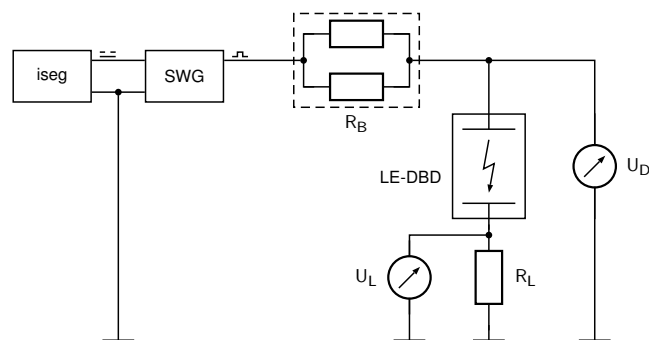 iseg
SWG
R_B
LE-DBD
U_D
U_L
R_L